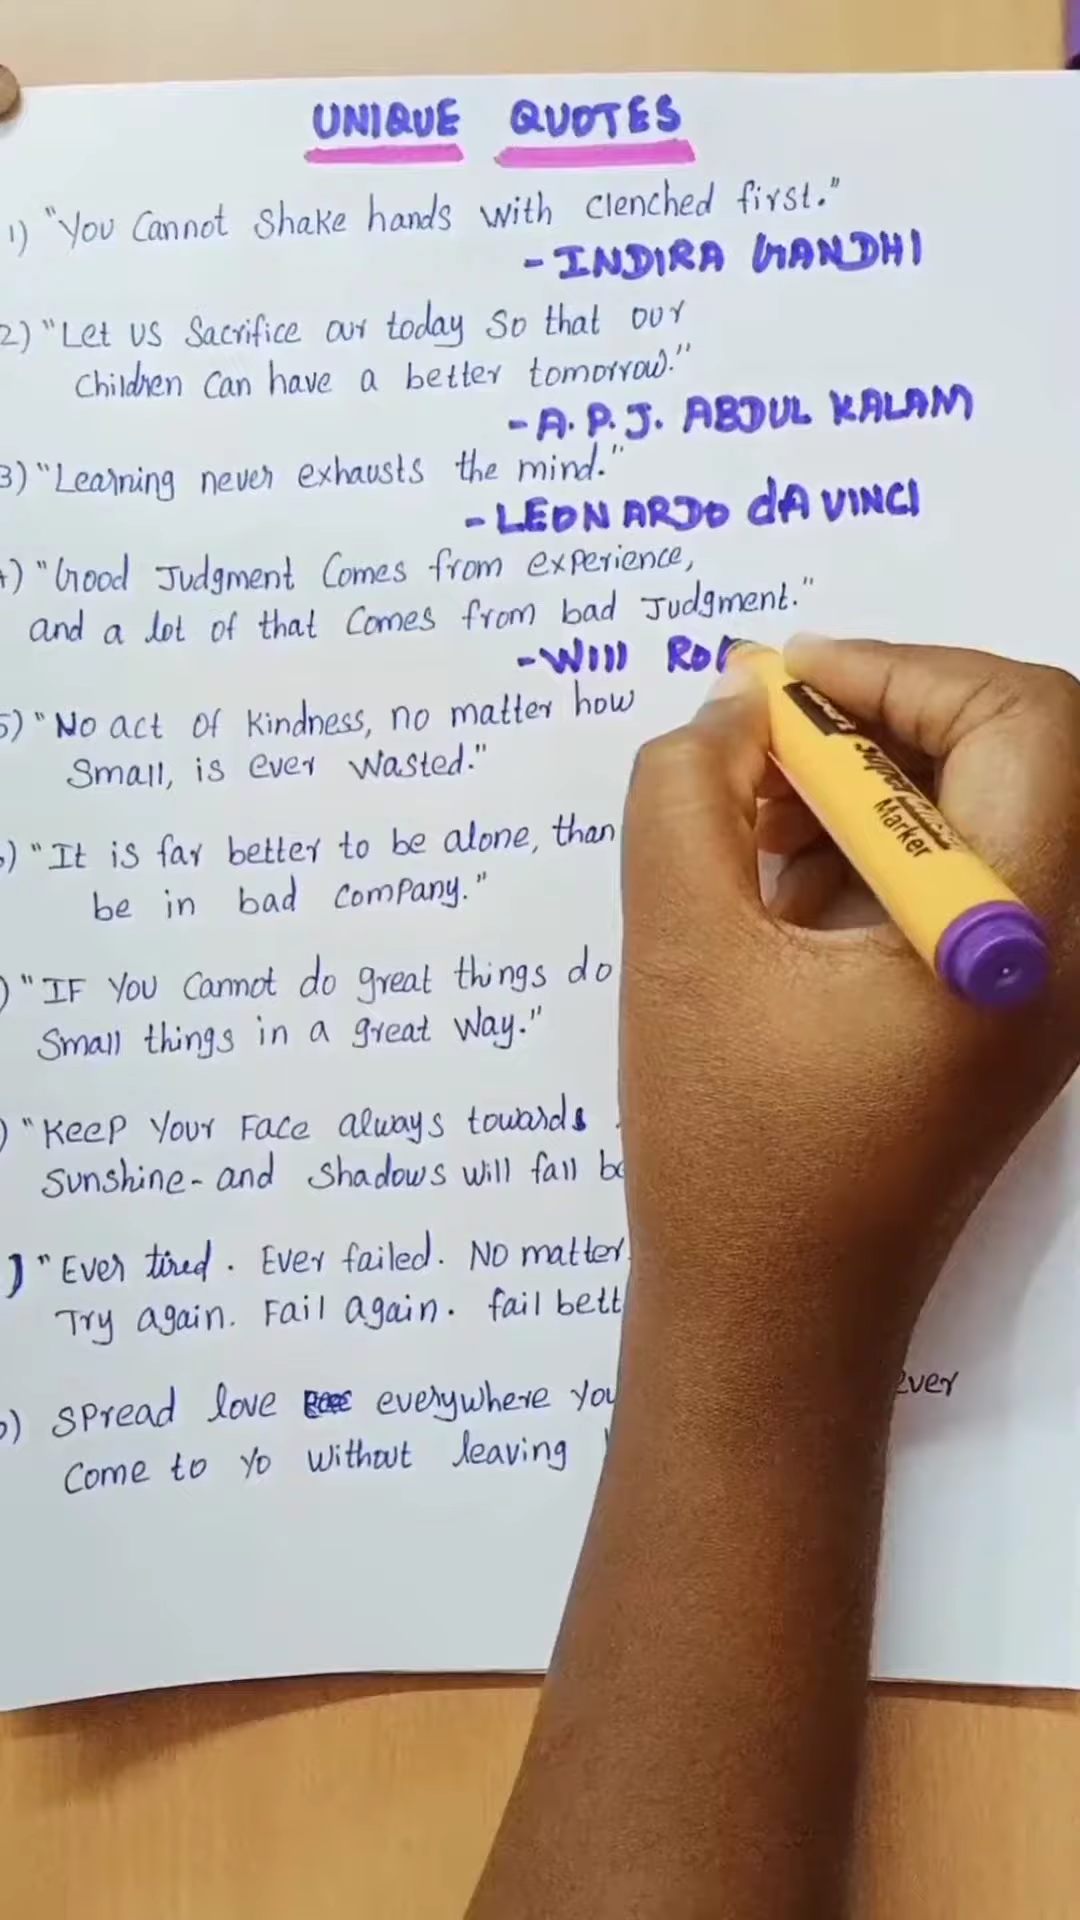 UNIQUE QUOTES
1) "You Cannot Shake hands with clenched first."
- INDIRA GANDHI
2) "Let us Sacrifice our today so that our
children Can have a better tomorrow."
- A. P. J. ABDUL KALAM
3) "Learning never exhausts the mind."
- LEONARDO dA VINCI
) "Good Judgment Comes from experience,
and a lot of that Comes from bad Judgment."
- Will
5) "No act of kindness, no matter how
Small, is ever wasted."
) "It is far better to be alone, than
be in bad company."
) "IF YOU Cannot do great things do
Small things in a great way."
) "Keep Your Face always towards
Sunshine - and shadows will fall
) "Ever tired. Ever failed. No matter.
Try again. Fail again. fail
) Spread love everywhere
ever
Come to Yo without leaving
Marker